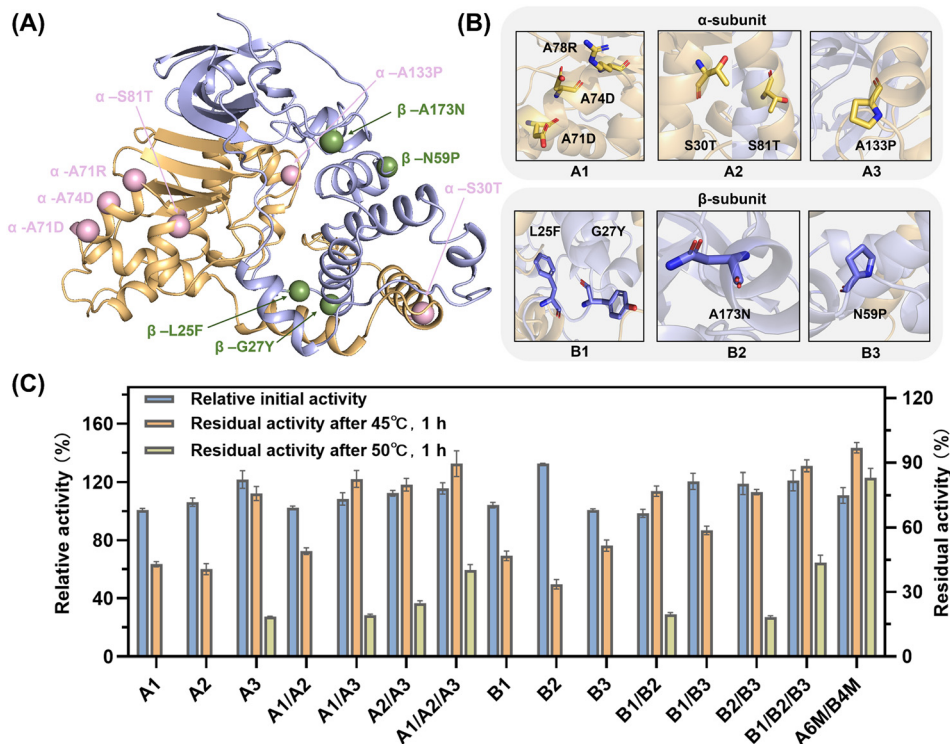 (A)
α –A133P
α –S81T
β –A173N
β –N59P
α -A71R
α –S30T
α -A74D
α -A71D
β –L25F
β –G27Y
(B)
α-subunit
A78R
A74D
A71D
A1
S30T
S81T
A2
A133P
A3
β-subunit
L25F
G27Y
B1
A173N
B2
N59P
B3
(C)
Relative initial activity
Residual activity after 45℃, 1 h
Residual activity after 50℃, 1 h
Relative activity (%)
160
120
80
40
0
Residual activity (%)
120
90
60
30
0
A1
A2
A3
A1/A2
A1/A3
A2/A3
A1/A2/A3
B1
B2
B3
B1/B2
B1/B3
B2/B3
B1/B2/B3
A6M/B4M